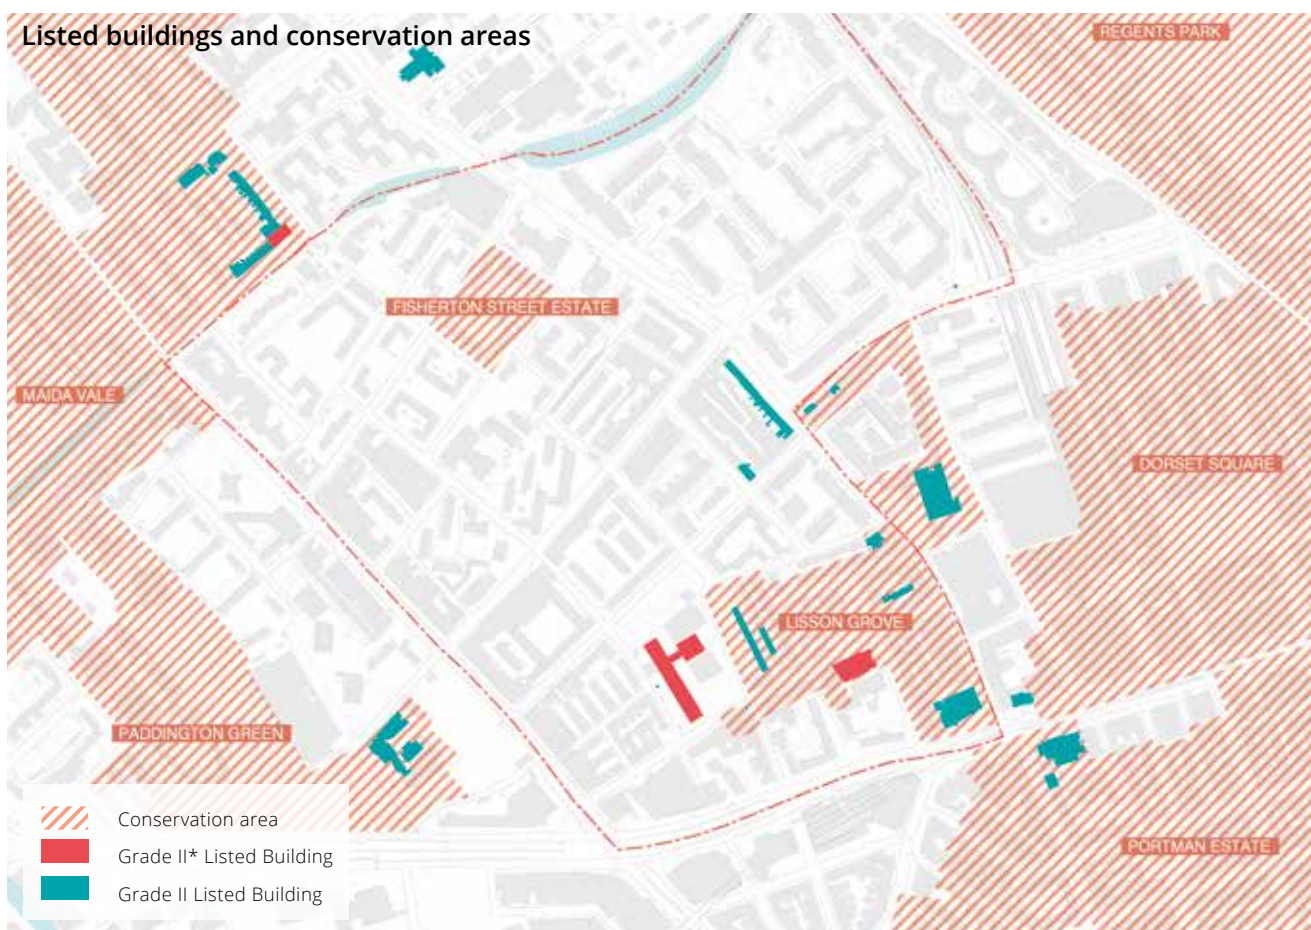 Listed buildings and conservation areas
REGENTS PARK
FISHERTON STREET ESTATE
MAIDA VALE
DORSET SQUARE
LISSON GROVE
PADDINGTON GREEN
PORTMAN ESTATE
Conservation area
Grade II* Listed Building
Grade II Listed Building